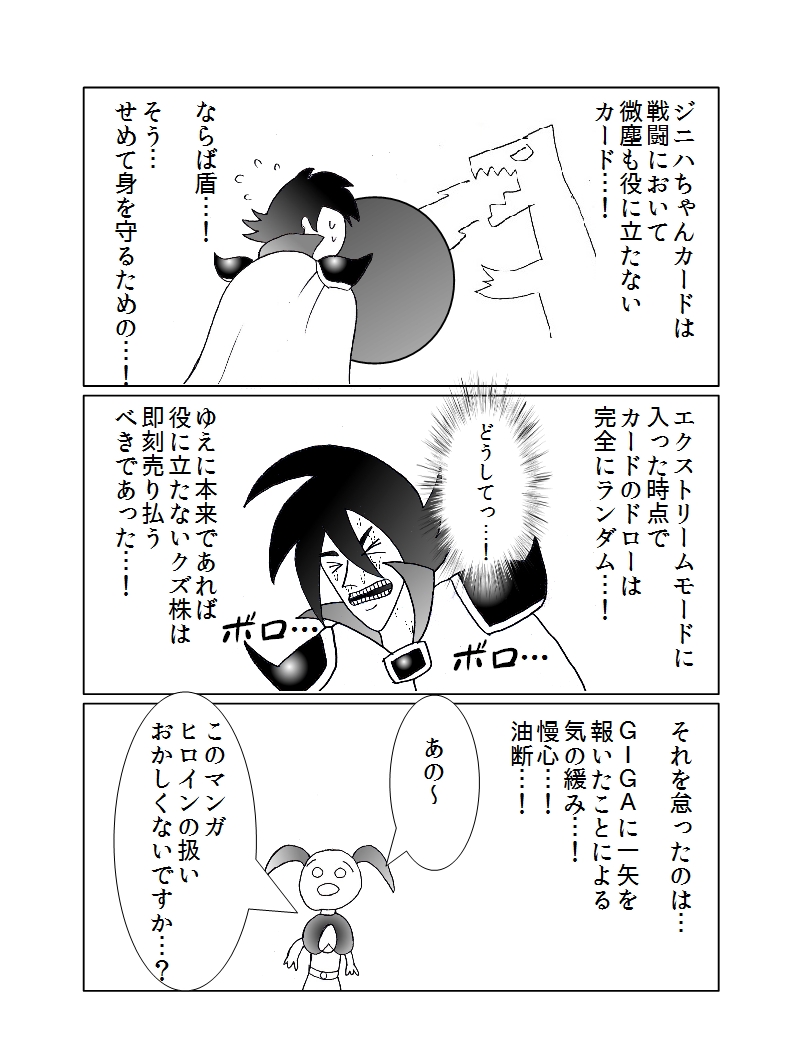 ジニハちゃんカードは
戦闘において
微塵も役に立たない
カード…！
ならば盾…！
そう…
せめて身を守るための…！
エクストリームモードに
入った時点で
カードのドローは
完全にランダム…！
どうしてっ…！
ゆえに本来であれば
役に立たないクズ株は
即刻売り払う
べきであった…！
ボロ…
ボロ…
それを怠ったのは…
ＧＩＧＡに一矢を
報いたことによる
気の緩み…！
慢心…！
油断…！
あの～
このマンガ
ヒロインの扱い
おかしくないですか…？